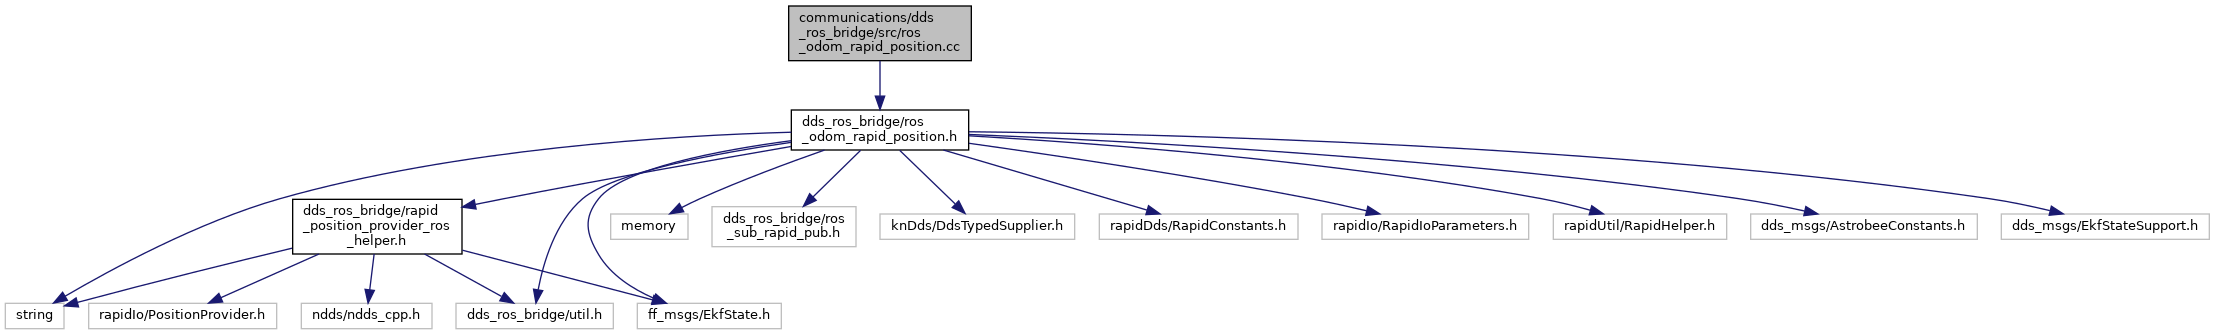 communications/dds
_ros_bridge/src/ros
_odom_rapid_position.cc
dds_ros_bridge/ros
_odom_rapid_position.h
dds_ros_bridge/rapid
_position_provider_ros
_helper.h
memory
dds_ros_bridge/ros
_sub_rapid_pub.h
knDds/DdsTypedSupplier.h
rapidDds/RapidConstants.h
rapidIo/RapidIoParameters.h
rapidUtil/RapidHelper.h
dds_msgs/AstrobeeConstants.h
dds_msgs/EkfStateSupport.h
string
rapidIo/PositionProvider.h
ndds/ndds_cpp.h
dds_ros_bridge/util.h
ff_msgs/EkfState.h